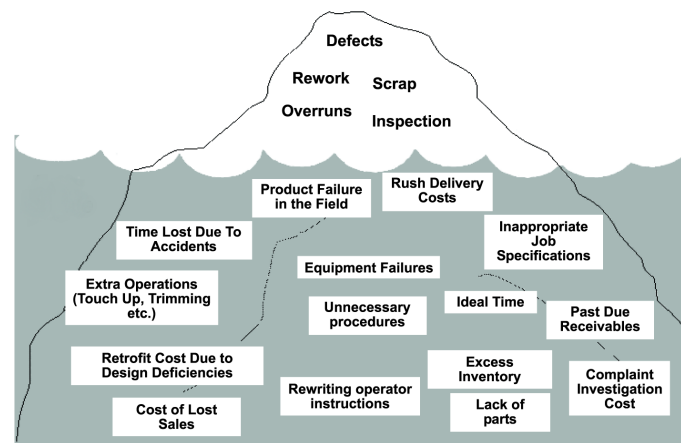 Defects
Rework
Scrap
Overruns
Inspection
Product Failure
in the Field
Rush Delivery
Costs
Time Lost Due To
Accidents
Inappropriate
Job
Specifications
Equipment Failures
Extra Operations
(Touch Up, Trimming
etc.)
Unnecessary
procedures
Ideal Time
Past Due
Receivables
Retrofit Cost Due to
Design Deficiencies
Excess
Inventory
Complaint
Investigation
Cost
Rewriting operator
instructions
Cost of Lost
Sales
Lack of
parts